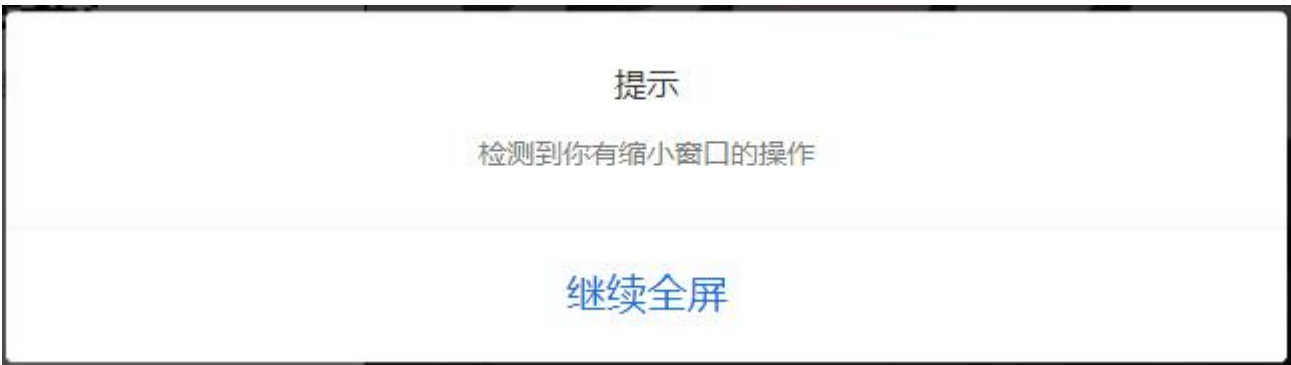 提示
检测到你有缩小窗口的操作
继续全屏